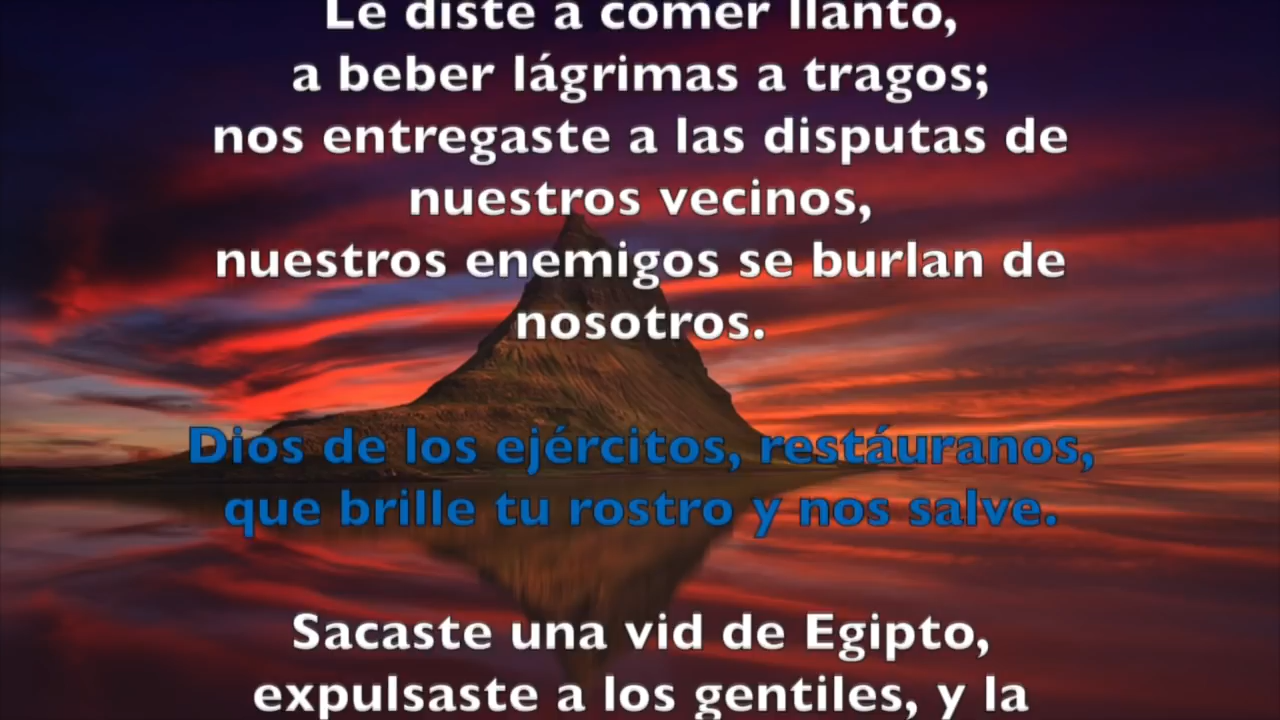 Le diste a comer llanto,
a beber lágrimas a tragos;
nos entregaste a las disputas de
nuestros vecinos,
nuestros enemigos se burlan de
nosotros.
Dios de los ejércitos, restáuranos,
que brille tu rostro y nos salve.
Sacaste una vid de Egipto,
expulsaste a los gentiles, y la